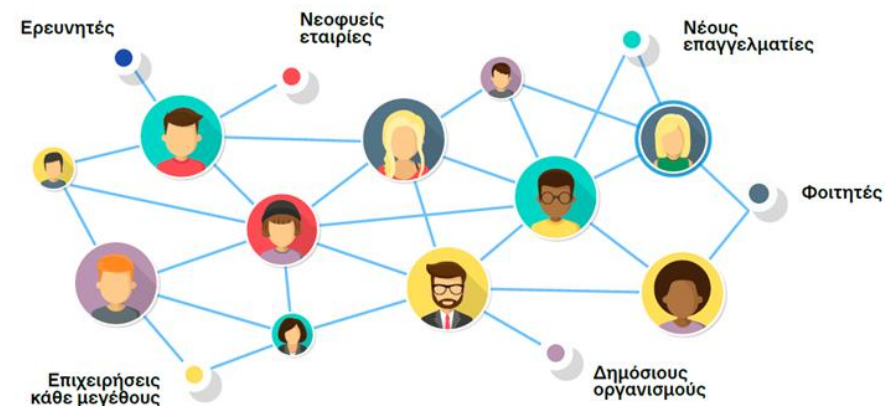 Ερευνητές
Νεοφυείς
εταιρίες
Νέους
επαγγελματίες
Φοιτητές
Επιχειρήσεις
κάθε μεγέθους
Δημόσιους
οργανισμούς